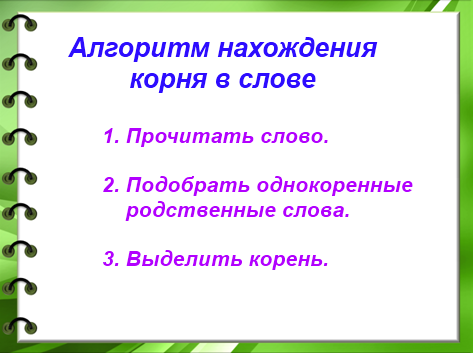 Алгоритм нахождения
корня в слове
1. Прочитать слово.
2. Подобрать однокоренные
родственные слова.
3. Выделить корень.